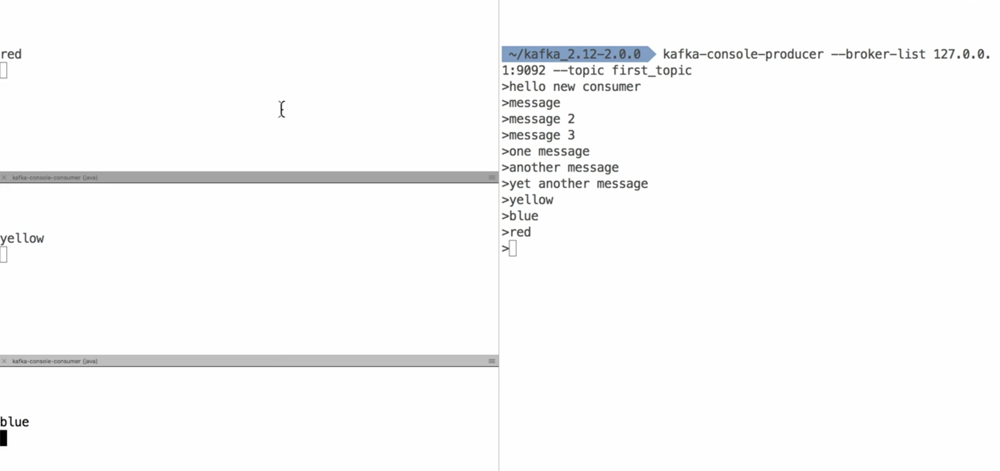 red
kafka-console-consumer (java)
yellow
kafka-console-consumer (java)
blue
~/kafka_2.12-2.0.0 kafka-console-producer --broker-list 127.0.0.
1:9092 --topic first_topic
>hello new consumer
>message
>message 2
>message 3
>one message
>another message
>yet another message
>yellow
>blue
>red
>